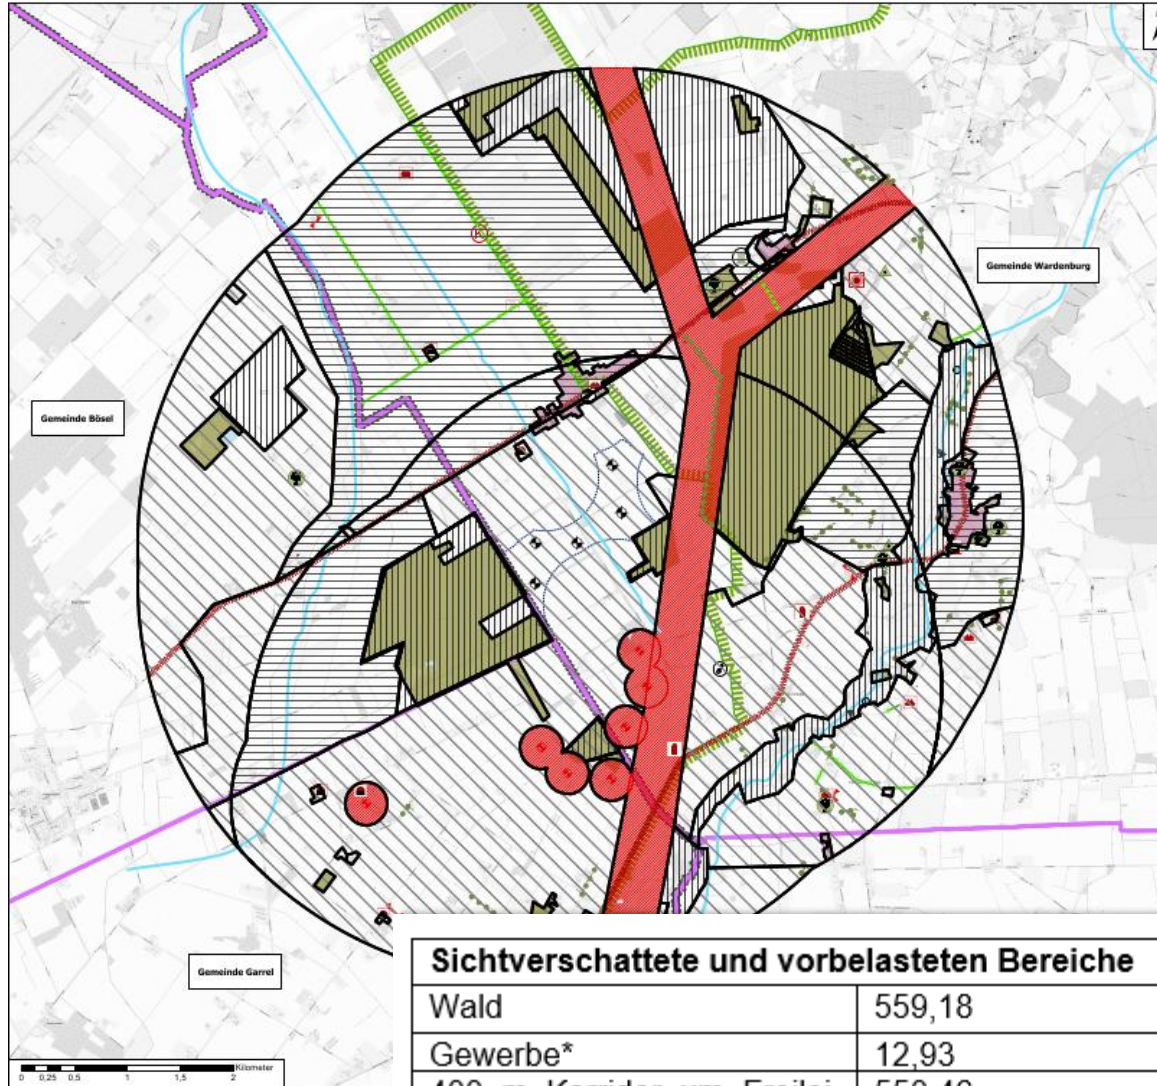 Gemeinde Wardenburg
Gemeinde Bösel
Gemeinde Garrel
Kilometer
0 0,25 0,5 1 1,5 2
Sichtverschattete und vorbelasteten Bereiche
Wald 559,18
Gewerbe* 12,93